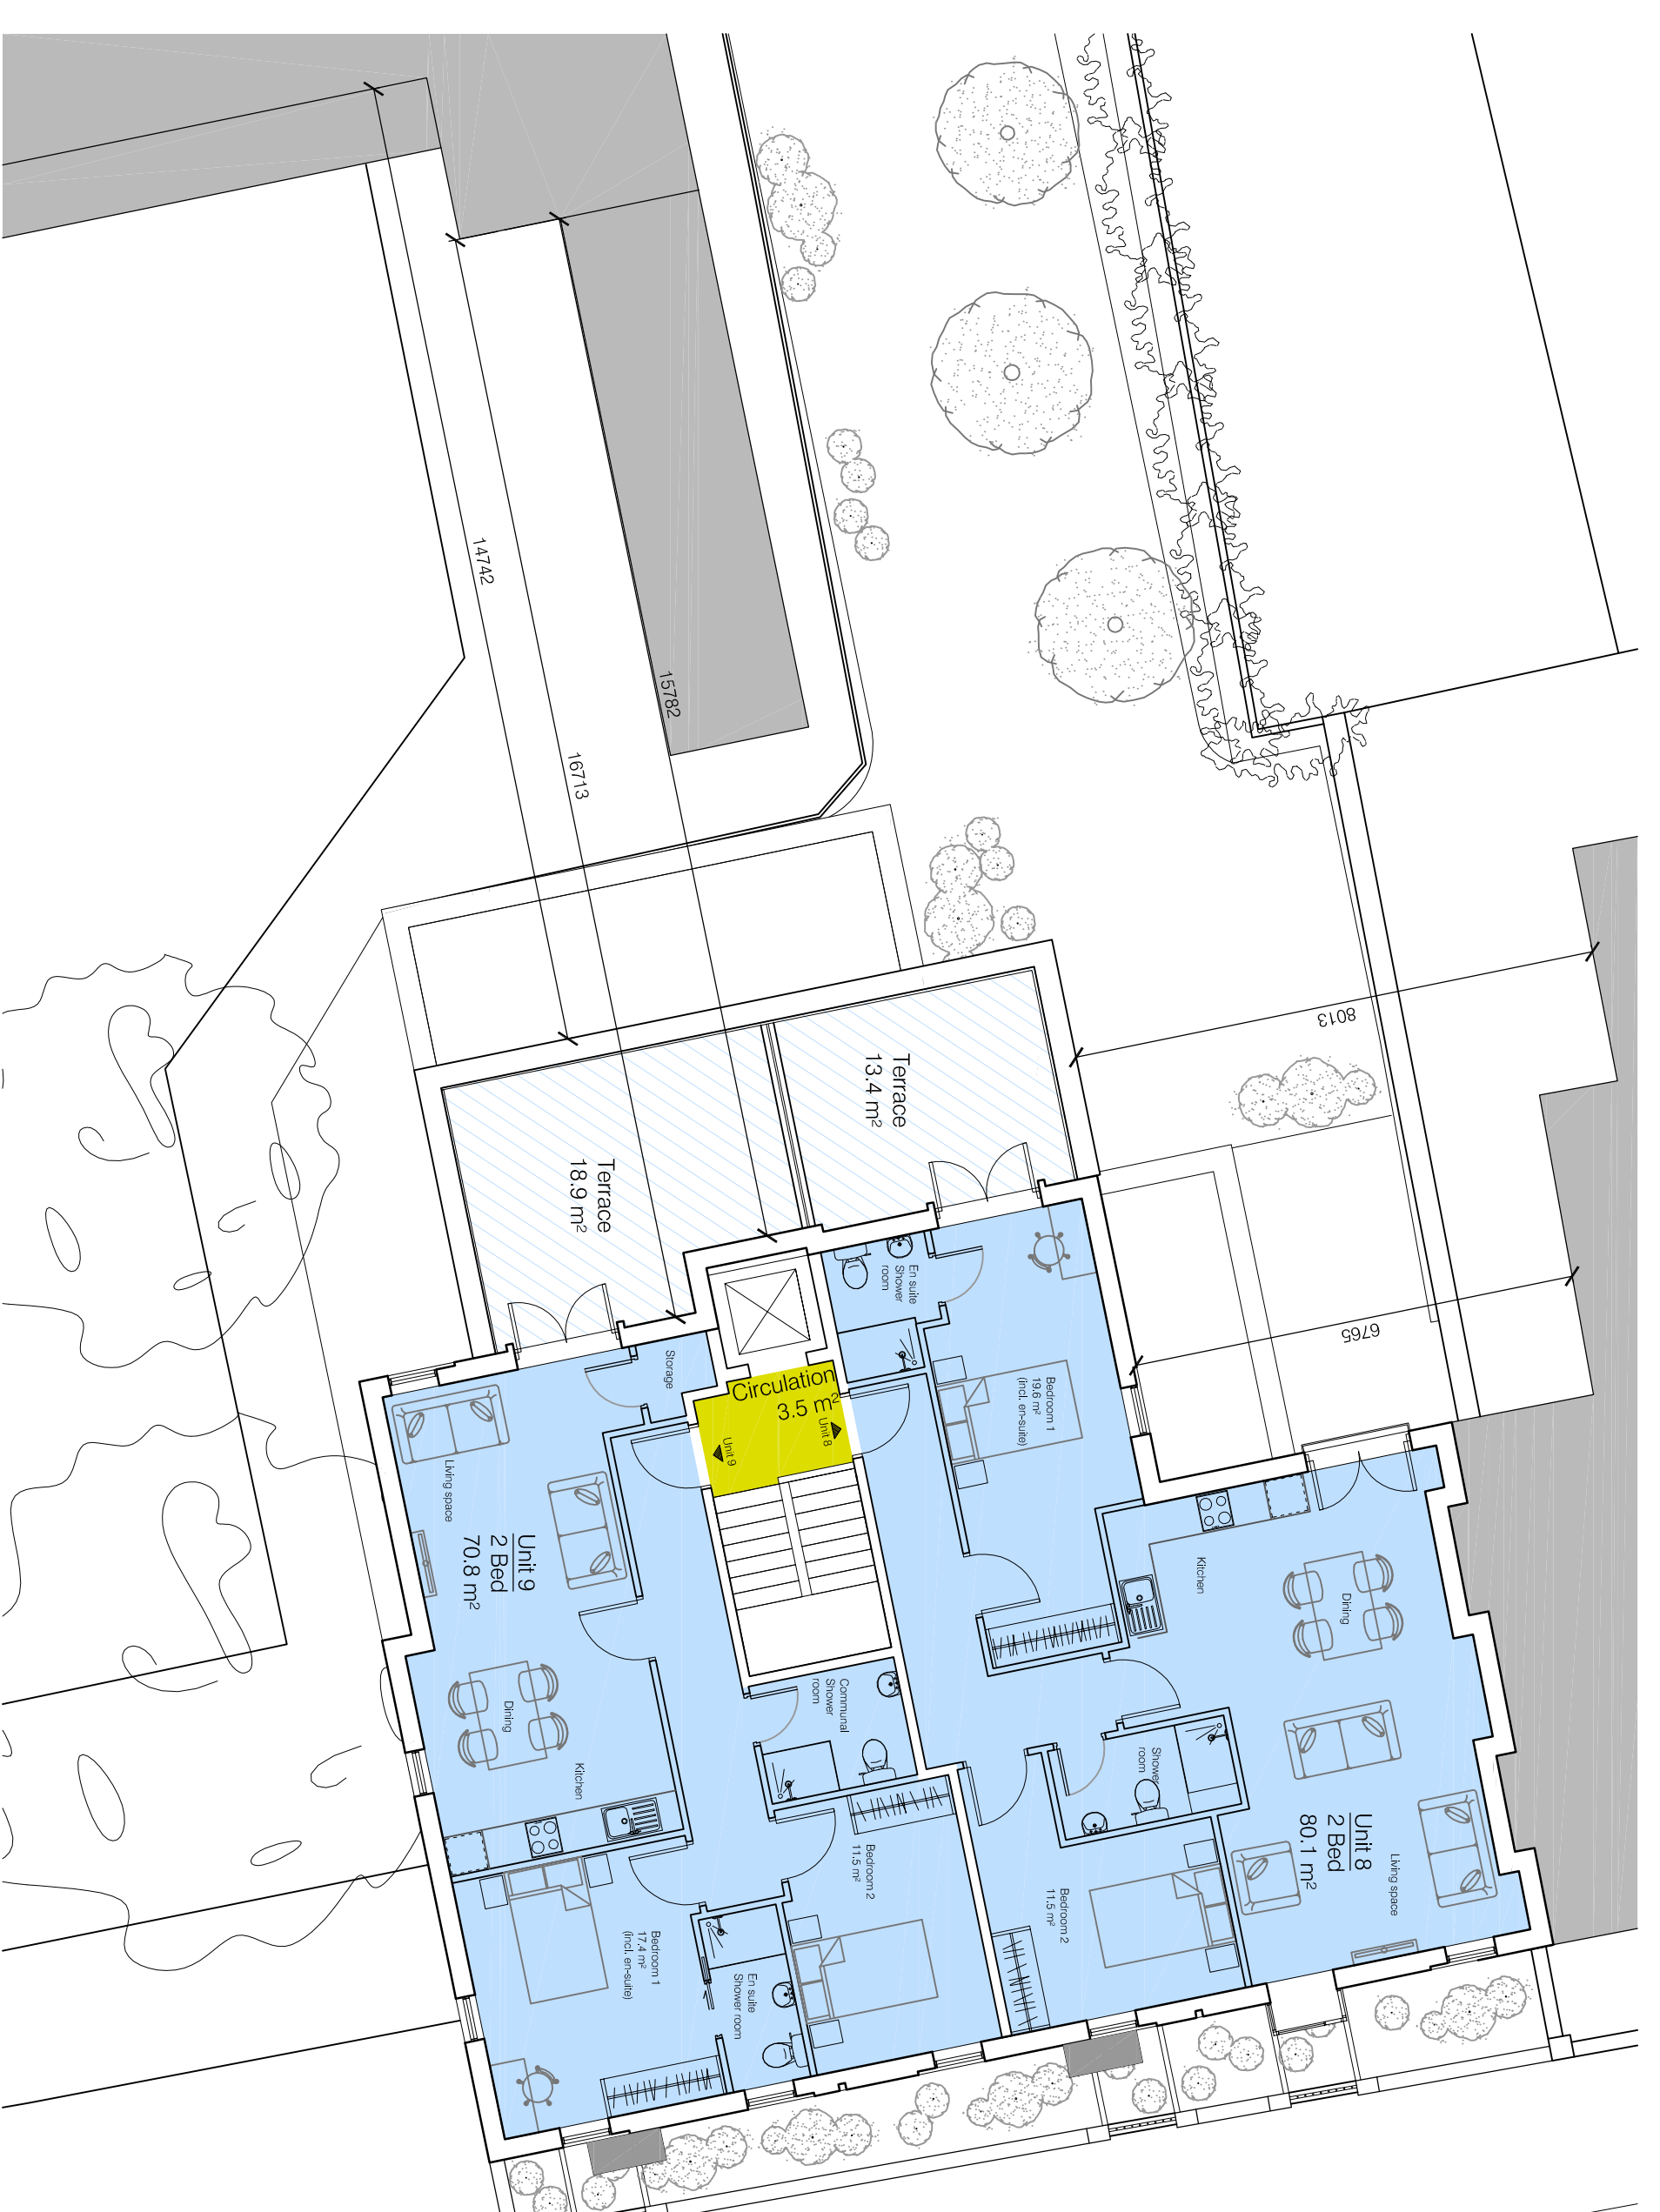 14742
16713
15782
8013
6765
Terrace
13.4 m²
Terrace
18.9 m²
En suite
Shower
room
Storage
Circulation
3.5 m²
Unit 8
Unit 9
Bedroom 1
19.6 m²
(incl. en-suite)
Living space
Unit 9
2 Bed
70.8 m²
Kitchen
Dining
Dining
Kitchen
Communal
Shower
room
Shower
room
Unit 8
2 Bed
80.1 m²
Living space
Bedroom 2
11.5 m²
Bedroom 2
11.5 m²
Bedroom 1
17.4 m²
(incl. en-suite)
En suite
Shower room